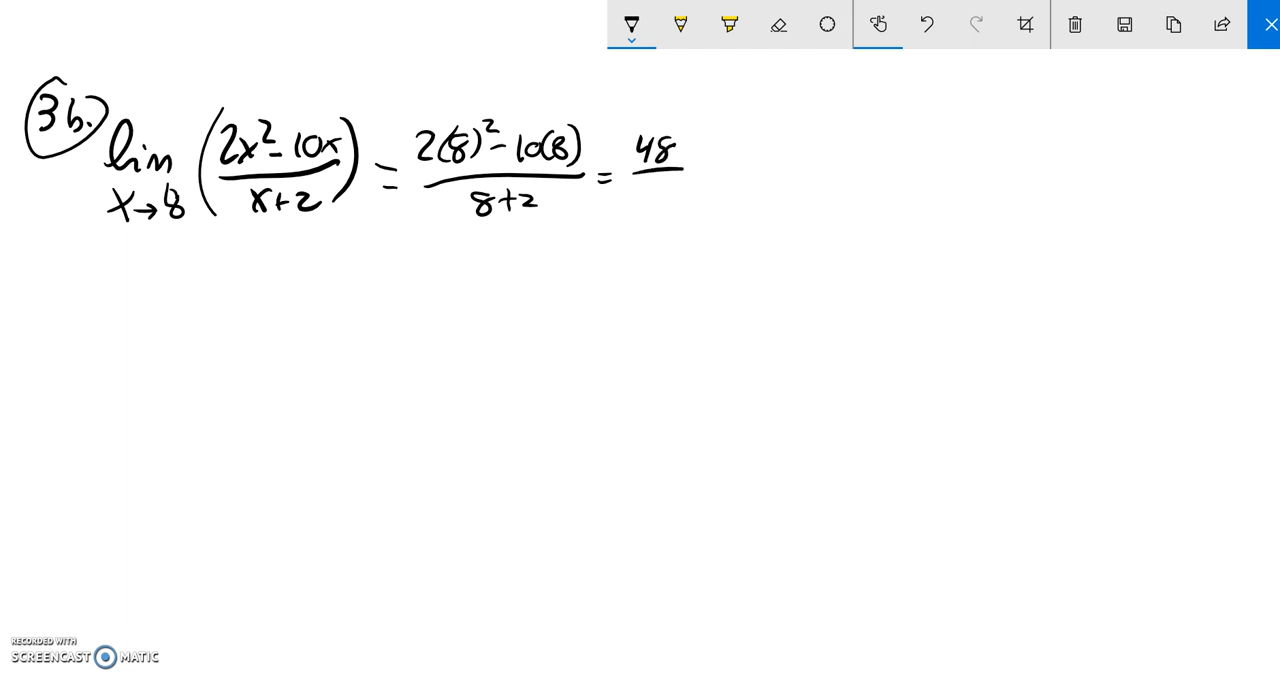 3b. lim x→8 (2x² - 10x / x+2) = 2(8)² - 10(8) / 8+2 = 48 /
RECORDED WITH
SCREENCAST MATIC